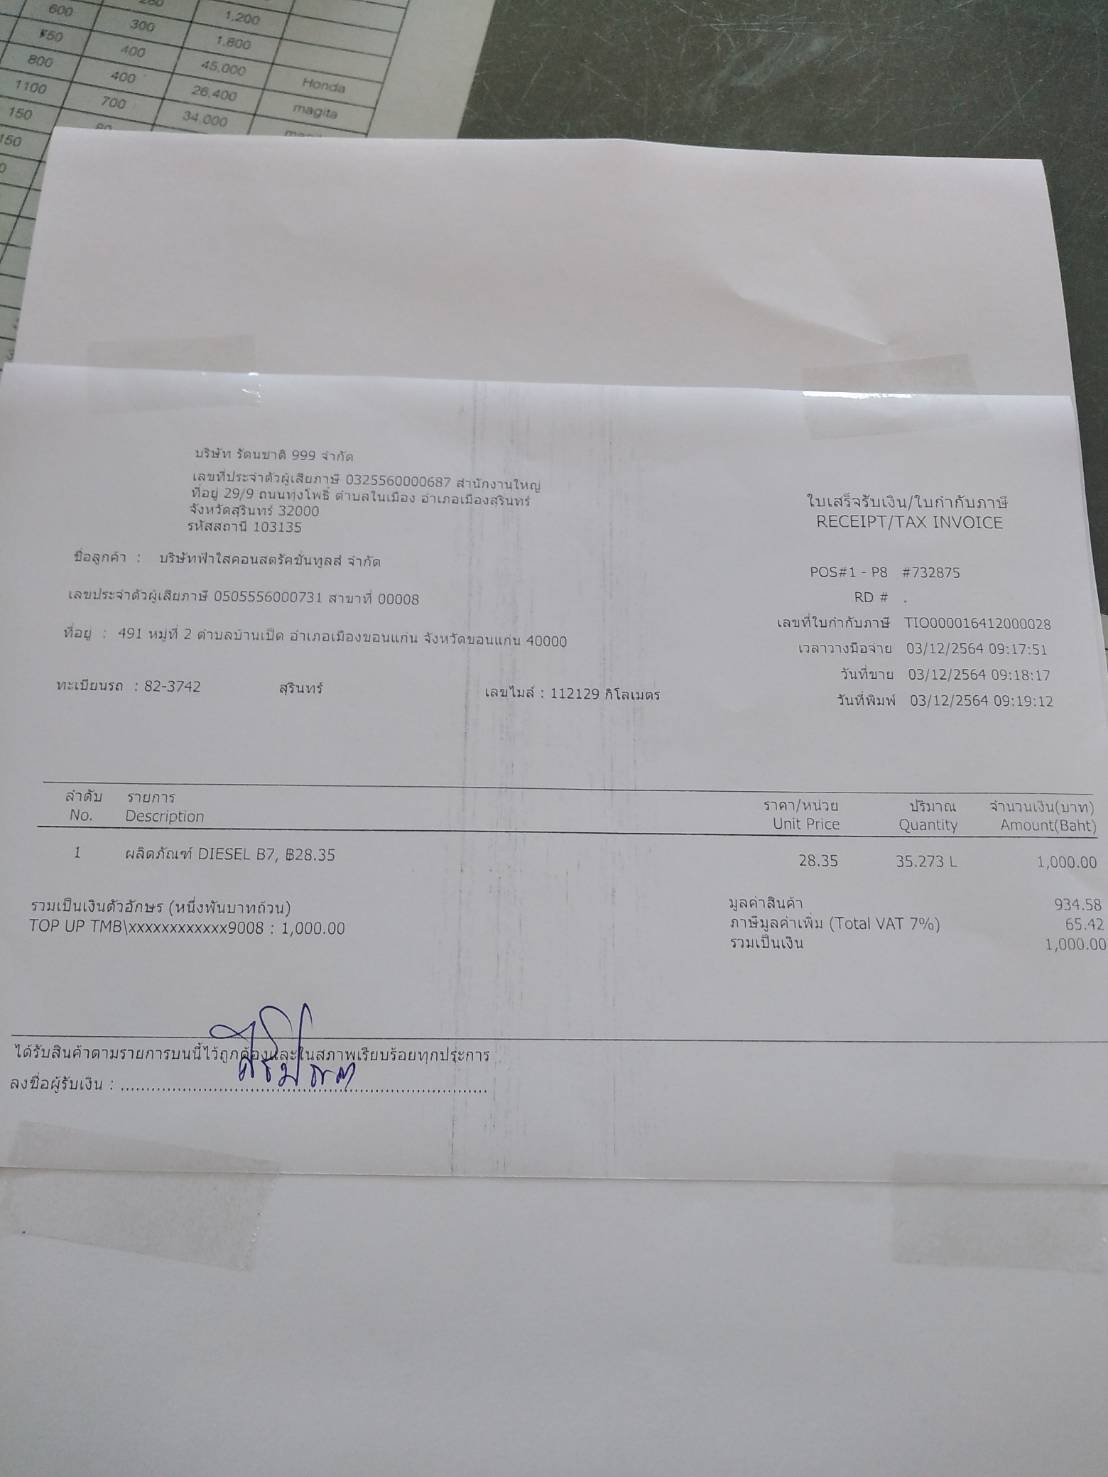 600
300
1,200
400
1,800
800
400
45,000
Honda
1100
700
26,400
magita
150
34,000
บริษัท รัตนชาติ 999 จำกัด
เลขที่ประจำตัวผู้เสียภาษี 0325560000687 สำนักงานใหญ่
ที่อยู่ 29/9 ถนนทุ่งโพธิ์ ตำบลในเมือง อำเภอเมืองสุรินทร์
จังหวัดสุรินทร์ 32000
รหัสสถานี 103135
ใบเสร็จรับเงิน/ใบกำกับภาษี
RECEIPT/TAX INVOICE
ชื่อลูกค้า : บริษัทฟ้าใสคอนสตรัคชั่นทูลส์ จำกัด
เลขประจำตัวผู้เสียภาษี 0505556000731 สาขาที่ 00008
ที่อยู่ : 491 หมู่ที่ 2 ตำบลบ้านเป็ด อำเภอเมืองขอนแก่น จังหวัดขอนแก่น 40000
ทะเบียนรถ : 82-3742 สุรินทร์ เลขไมล์ : 112129 กิโลเมตร
POS#1 - P8 #732875
RD # .
เลขที่ใบกำกับภาษี TIO000016412000028
เวลาวางมือจ่าย 03/12/2564 09:17:51
วันที่ขาย 03/12/2564 09:18:17
วันที่พิมพ์ 03/12/2564 09:19:12
ลำดับ รายการ ราคา/หน่วย ปริมาณ จำนวนเงิน(บาท)
No. Description Unit Price Quantity Amount(Baht)
1 ผลิตภัณฑ์ DIESEL B7, ฿28.35 28.35 35.273 L 1,000.00
รวมเป็นเงินตัวอักษร (หนึ่งพันบาทถ้วน)
TOP UP TMB\xxxxxxxxxxxx9008 : 1,000.00
มูลค่าสินค้า 934.58
ภาษีมูลค่าเพิ่ม (Total VAT 7%) 65.42
รวมเป็นเงิน 1,000.00
ได้รับสินค้าตามรายการบนนี้ไว้ถูกต้องและในสภาพเรียบร้อยทุกประการ
ลงชื่อผู้รับเงิน :